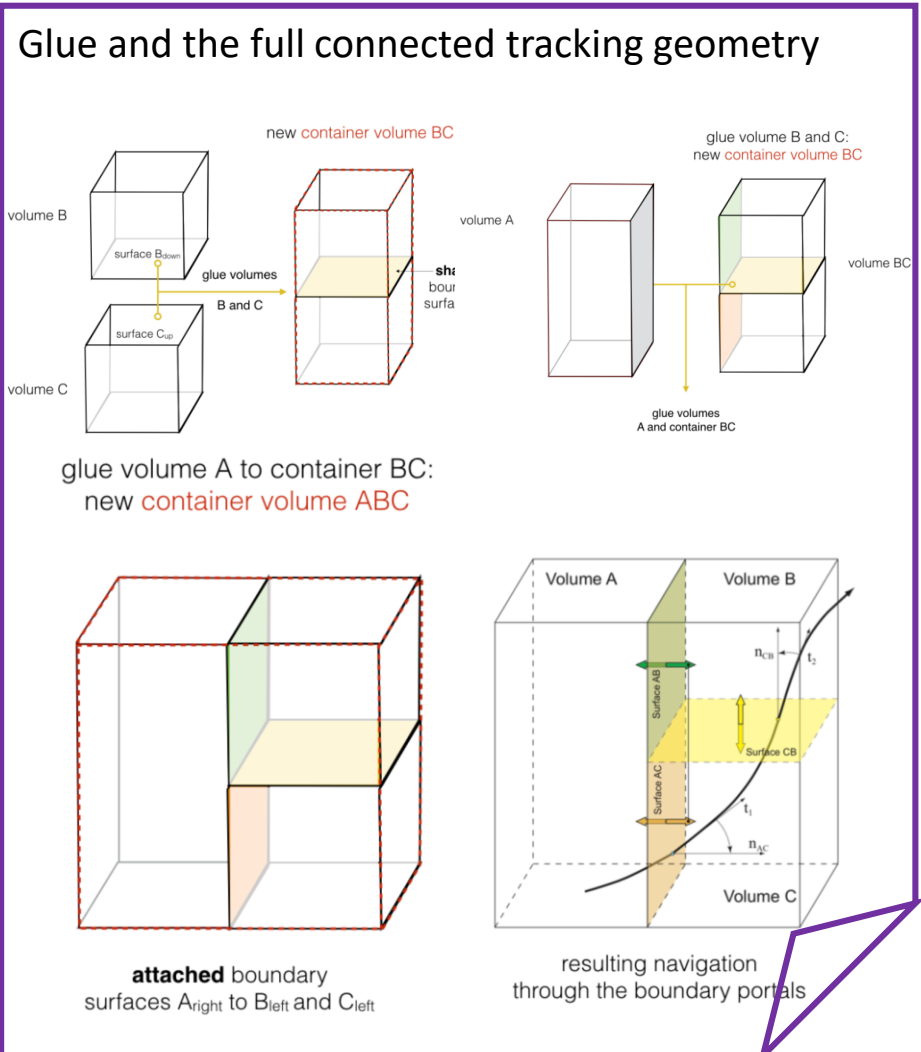 Glue and the full connected tracking geometry
new container volume BC
volume B
surface Bdown
glue volumes
B and C
surface Cup
volume C
sha
boun
surfa
glue volume B and C:
new container volume BC
volume A
volume BC
glue volumes
A and container BC
glue volume A to container BC:
new container volume ABC
attached boundary
surfaces Aright to Bleft and Cleft
Volume A
Volume B
nCB
t2
Surface AB
Surface CB
Surface AC
t1
nAC
Volume C
resulting navigation
through the boundary portals